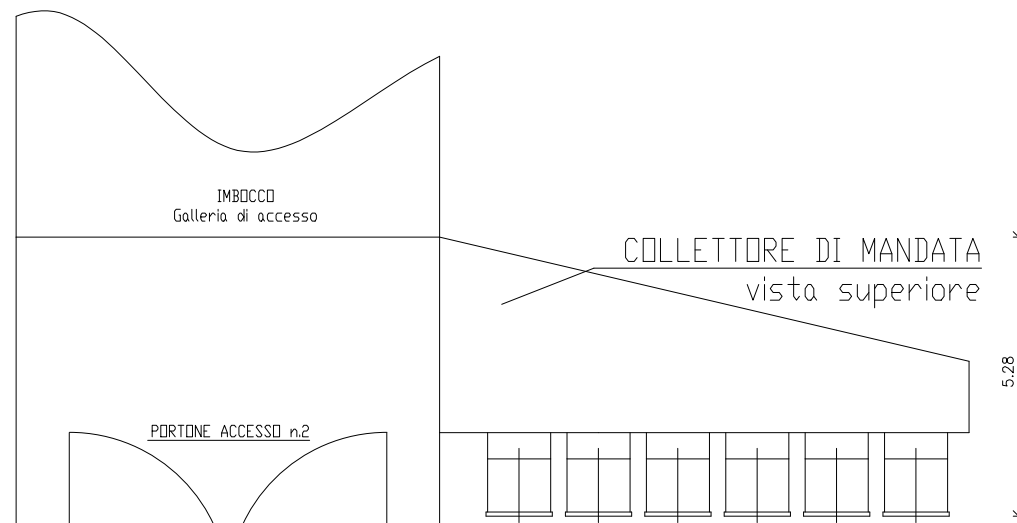 IMBOCCO
Galleria di accesso
COLLETTORE DI MANDATA
vista superiore
5.28
PORTONE ACCESSO n.2